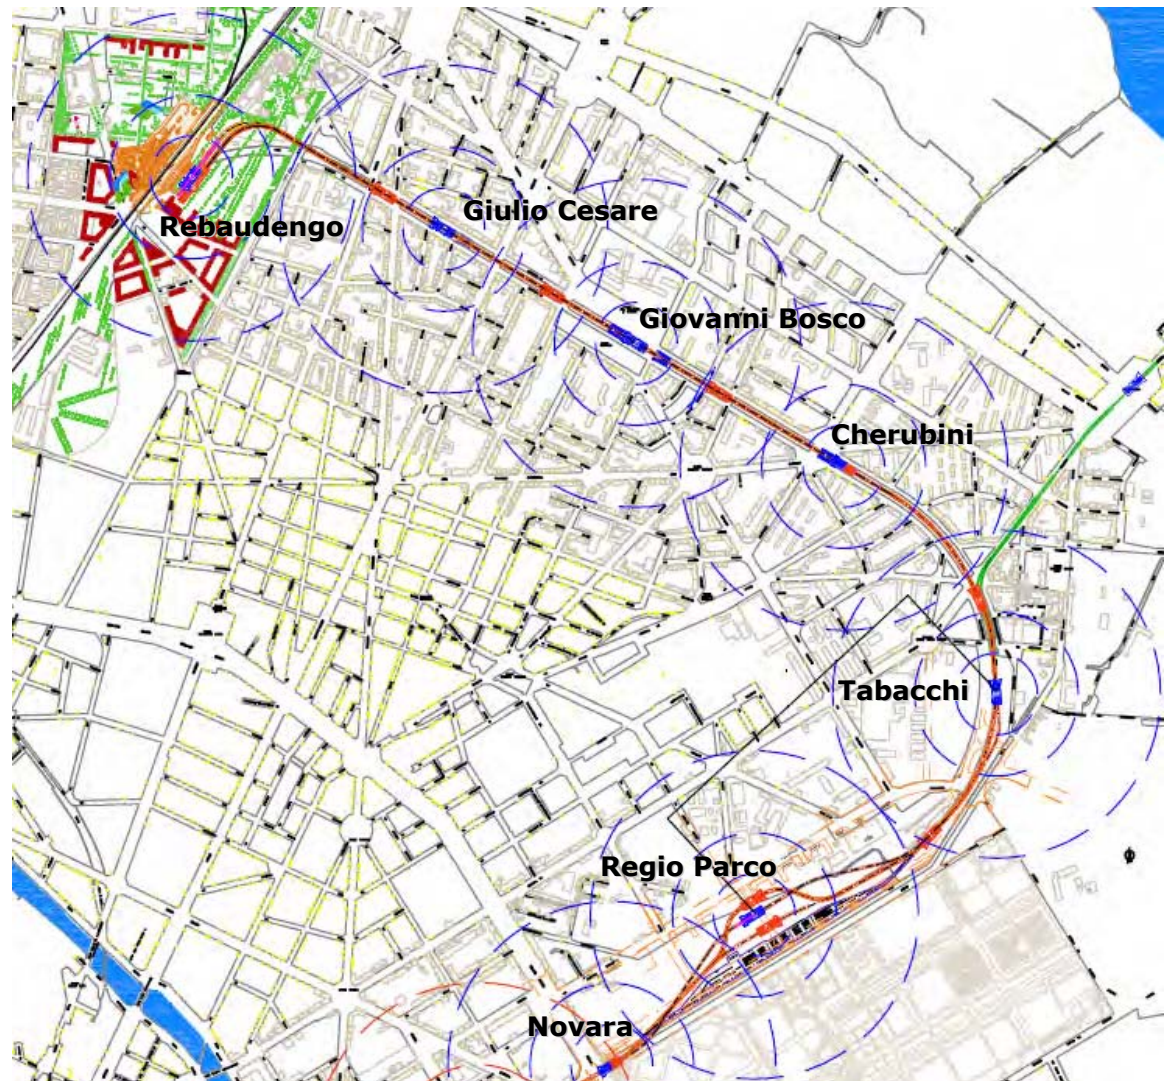 Giulio Cesare
Rebaudengo
Giovanni Bosco
Cherubini
Tabacchi
Regio Parco
Novara